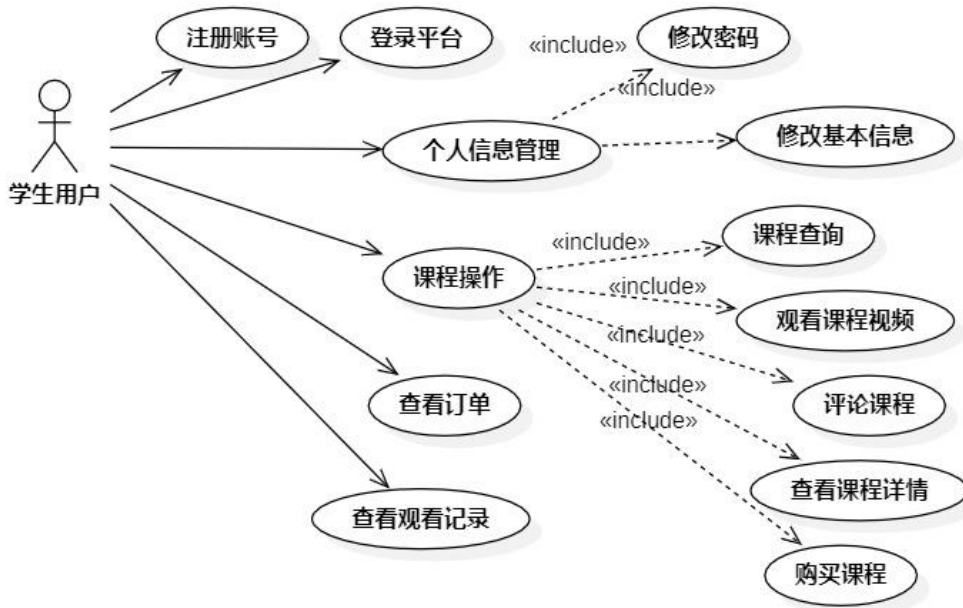 注册账号
登录平台
«include»
修改密码
«include»
个人信息管理
修改基本信息
学生用户
课程查询
«include»
课程操作
«include»
观看课程视频
«include»
查看订单
评论课程
«include»
查看课程详情
查看观看记录
购买课程